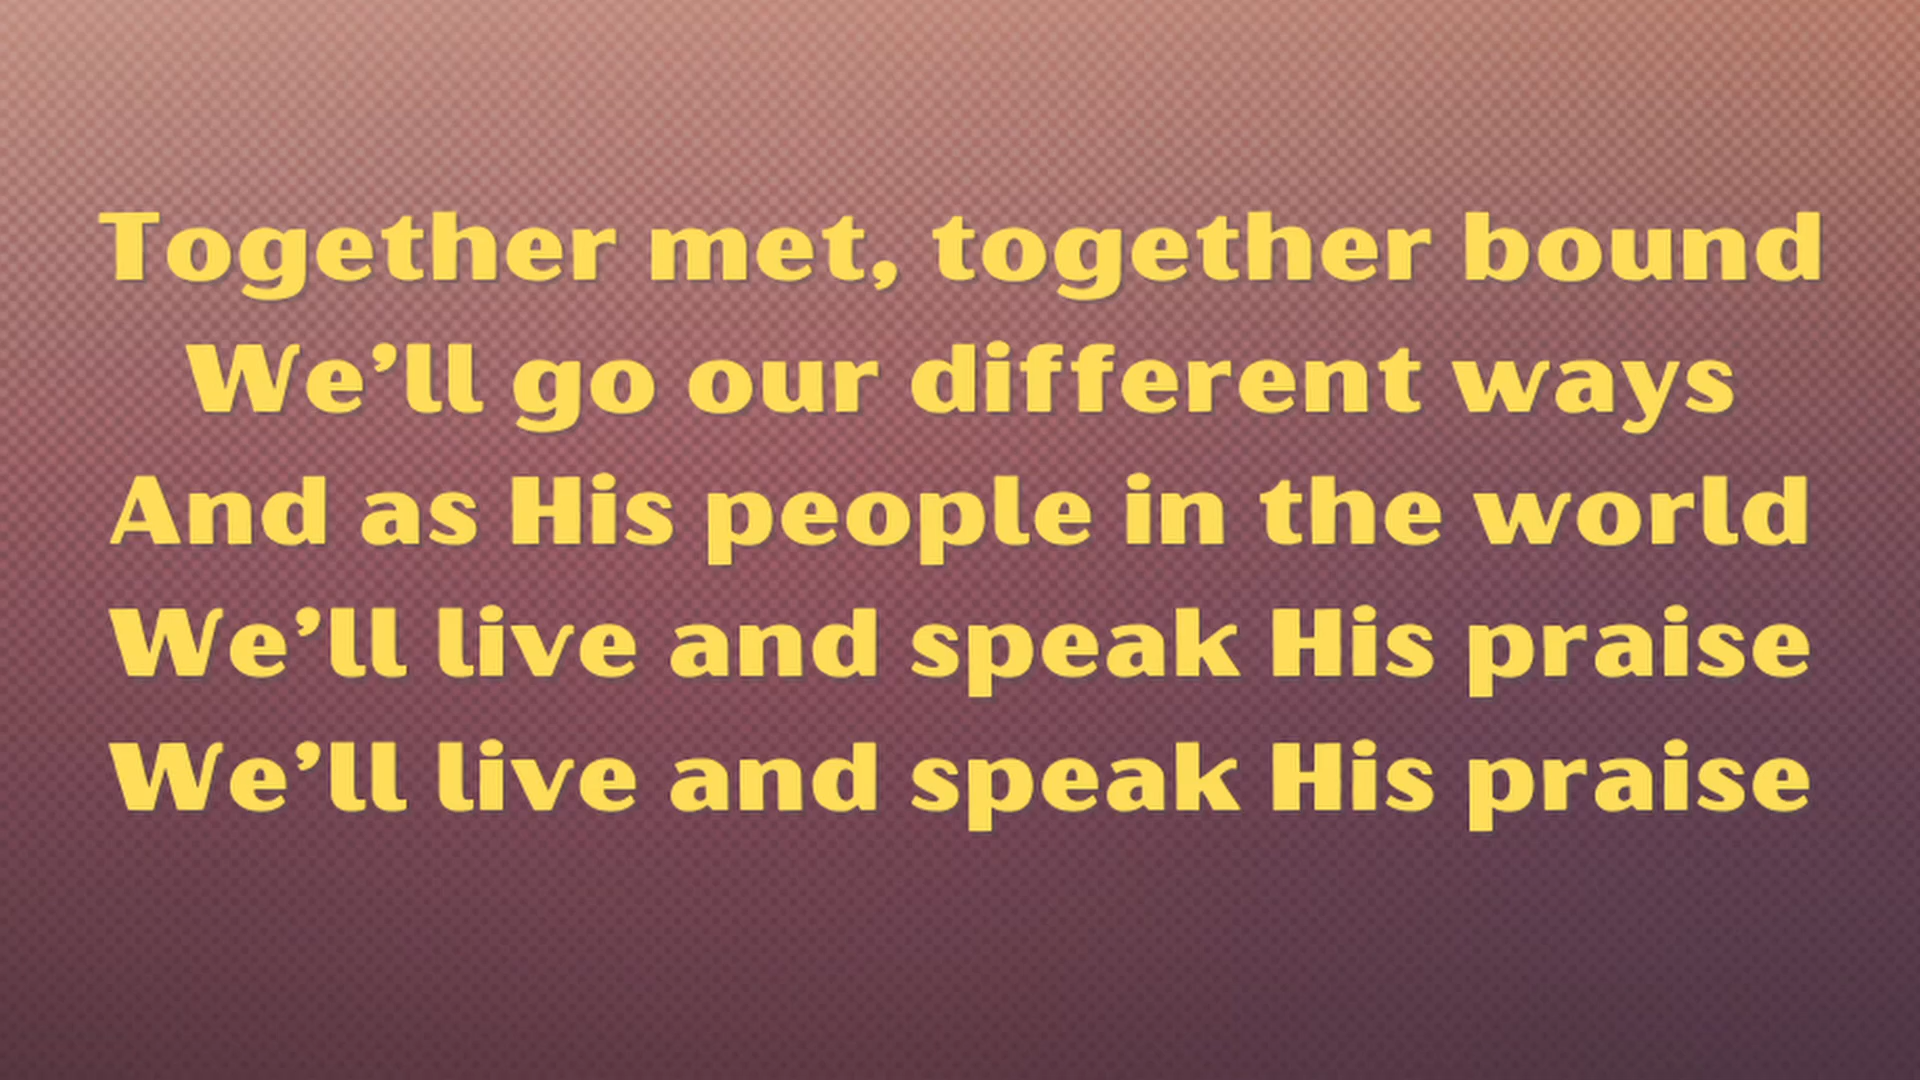 Together met, together bound
We’ll go our different ways
And as His people in the world
We’ll live and speak His praise
We’ll live and speak His praise